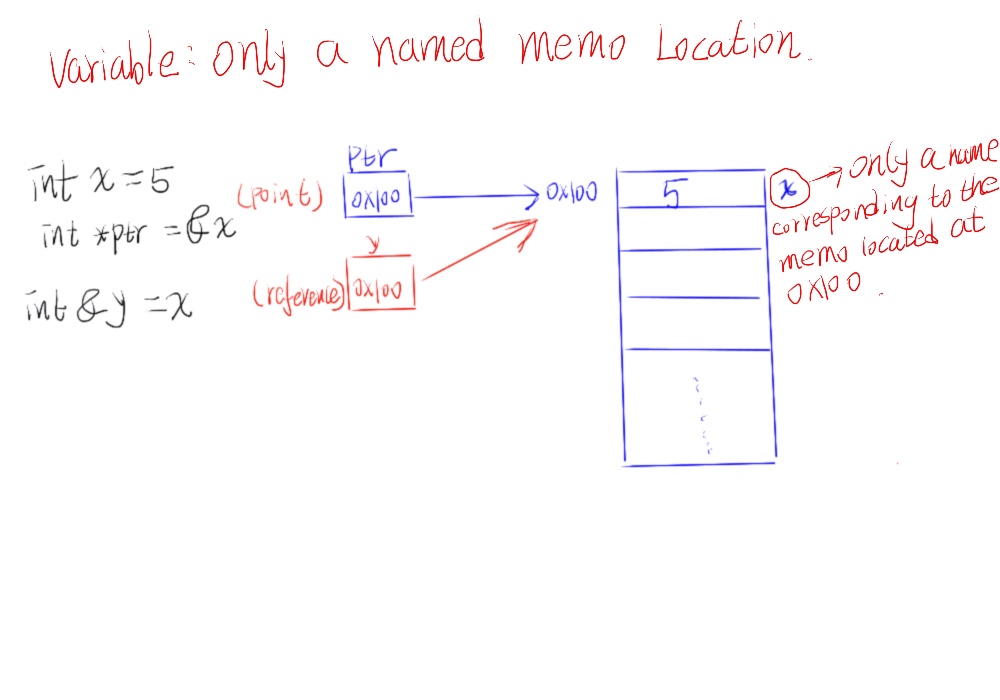 Variable: only a named memo Location.
int x = 5
int *ptr = &x
int & y = x
ptr
(point)
0x100
0x100
y
(reference)
0x100
5
x
only a name
corresponding to the
memo located at
0x100.